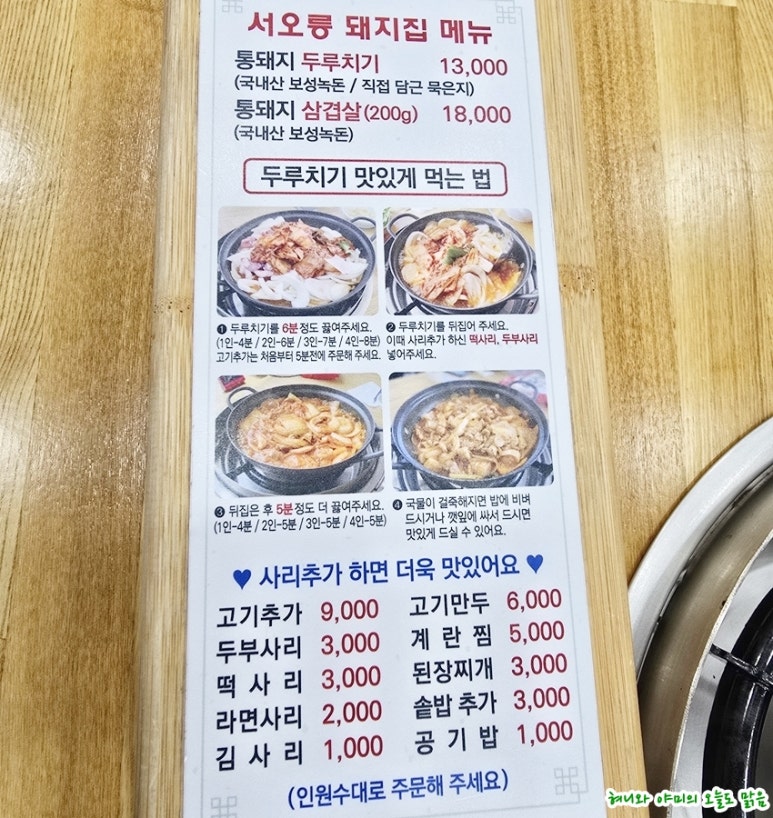 서오릉 돼지집 메뉴
통돼지 두루치기 13,000
(국내산 보성녹돈 / 직접 담근 묵은지)
통돼지 삼겹살(200g) 18,000
(국내산 보성녹돈)
두루치기 맛있게 먹는 법
❶ 두루치기를 6분정도 끓여주세요.
(1인-4분 / 2인-6분 / 3인-7분 / 4인-8분)
고기추가는 처음부터 5분전에 주문해 주세요.
❷ 두루치기를 뒤집어 주세요.
이때 사리추가 하신 떡사리, 두부사리
넣어주세요.
❸ 뒤집은 후 5분정도 더 끓여주세요.
(1인-4분 / 2인-5분 / 3인-5분 / 4인-5분)
❹ 국물이 걸죽해지면 밥에 비벼
드시거나 깻잎에 싸서 드시면
맛있게 드실 수 있어요.
♥ 사리추가 하면 더욱 맛있어요 ♥
고기추가 9,000
두부사리 3,000
떡사리 3,000
라면사리 2,000
김사리 1,000
고기만두 6,000
계란찜 5,000
된장찌개 3,000
솥밥 추가 3,000
공기밥 1,000
(인원수대로 주문해 주세요)
혀니와 야미의 오늘도 맑음